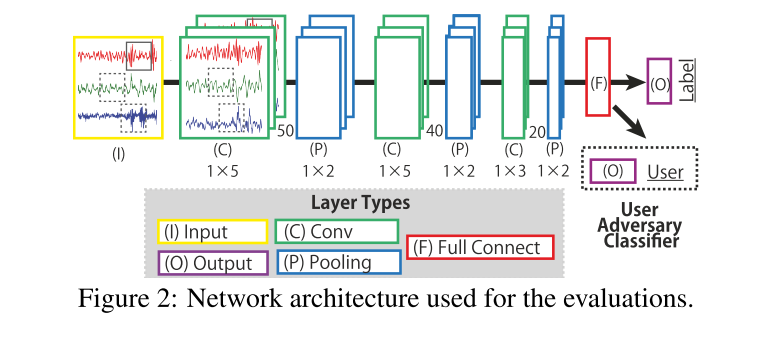 (I)
(C)
1×5
50
(P)
1×2
(C)
1×5
40
(P)
1×2
(C)
1×3
20
(P)
1×2
(F)
(O)
Label
(O) User
User
Adversary
Classifier
Layer Types
(I) Input
(C) Conv
(F) Full Connect
(O) Output
(P) Pooling
Figure 2: Network architecture used for the evaluations.